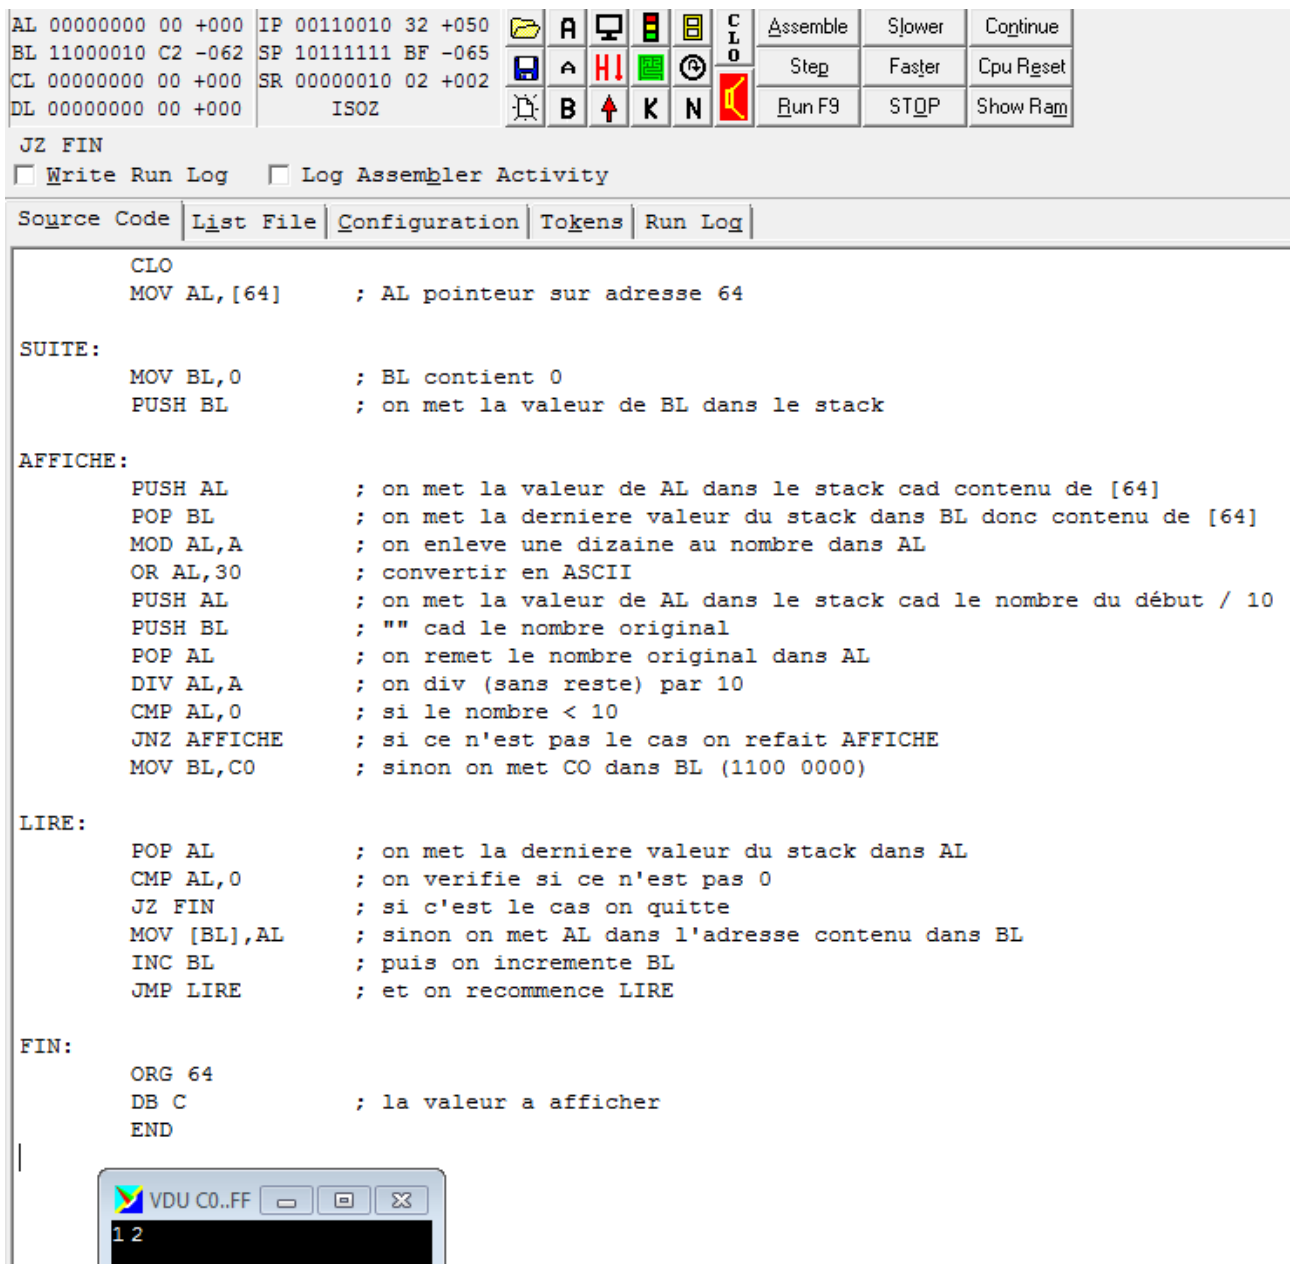 AL 00000000 00 +000 IP 00110010 32 +050 A C L O Assemble Slower Continue
BL 11000010 C2 -062 SP 10111111 BF -065 A H Step Faster Cpu Reset
CL 00000000 00 +000 SR 00000010 02 +002
DL 00000000 00 +000 ISOZ B K N Run F9 STOP Show Ram
JZ FIN
Write Run Log Log Assembler Activity
Source Code List File Configuration Tokens Run Log
CLO
MOV AL,[64] ; AL pointeur sur adresse 64
SUITE:
MOV BL,0 ; BL contient 0
PUSH BL ; on met la valeur de BL dans le stack
AFFICHE:
PUSH AL ; on met la valeur de AL dans le stack cad contenu de [64]
POP BL ; on met la derniere valeur du stack dans BL donc contenu de [64]
MOD AL,A ; on enleve une dizaine au nombre dans AL
OR AL,30 ; convertir en ASCII
PUSH AL ; on met la valeur de AL dans le stack cad le nombre du début / 10
PUSH BL ; "" cad le nombre original
POP AL ; on remet le nombre original dans AL
DIV AL,A ; on div (sans reste) par 10
CMP AL,0 ; si le nombre < 10
JNZ AFFICHE ; si ce n'est pas le cas on refait AFFICHE
MOV BL,C0 ; sinon on met CO dans BL (1100 0000)
LIRE:
POP AL ; on met la derniere valeur du stack dans AL
CMP AL,0 ; on verifie si ce n'est pas 0
JZ FIN ; si c'est le cas on quitte
MOV [BL],AL ; sinon on met AL dans l'adresse contenu dans BL
INC BL ; puis on incremente BL
JMP LIRE ; et on recommence LIRE
FIN:
ORG 64
DB C ; la valeur a afficher
END
VDU C0..FF
1 2